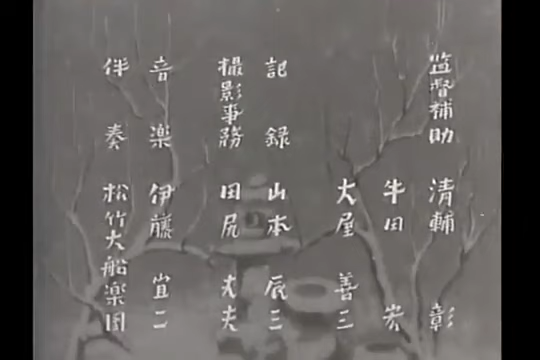 監督補助 清輔 彰
牛田 宏
大屋 善三
記録 山本 辰三
撮影事務 田尻 丈夫
音楽 伊藤 宣二
伴奏 松竹大船楽団